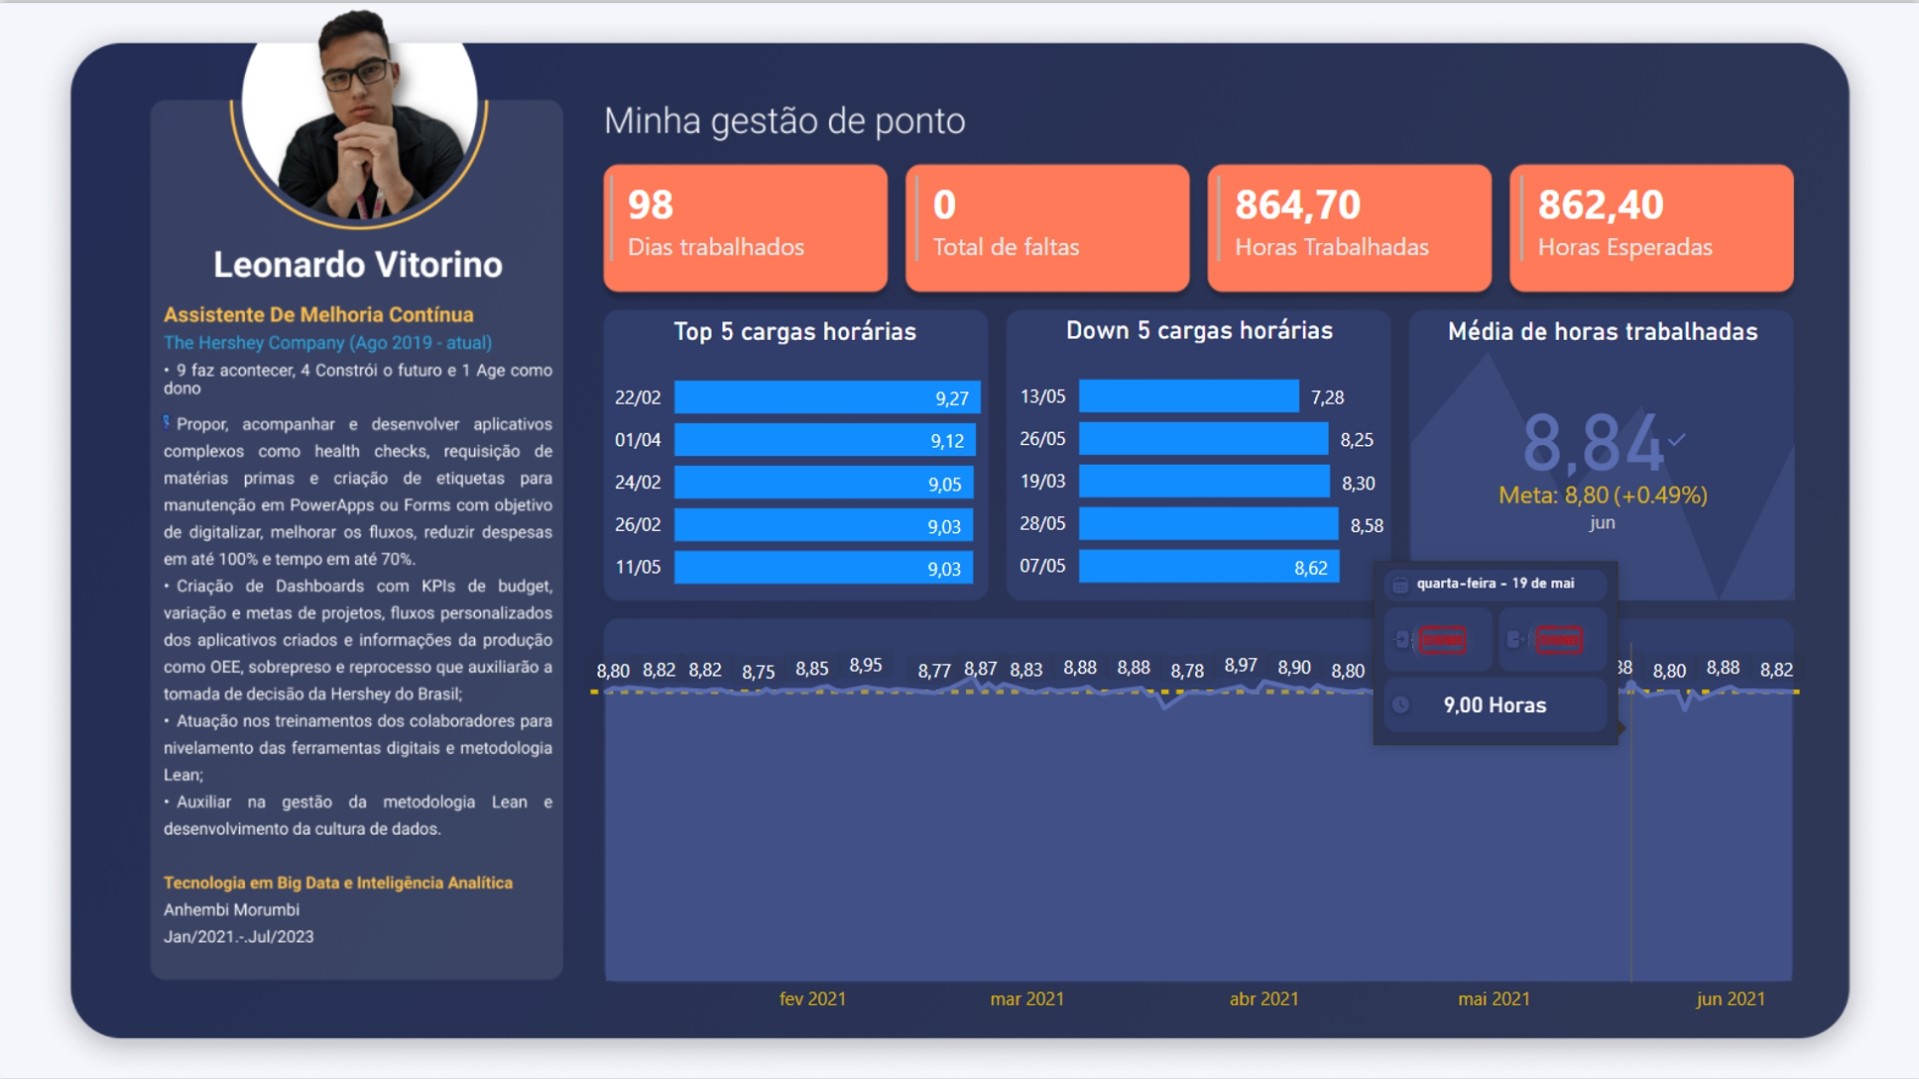 Leonardo Vitorino
Assistente De Melhoria Contínua
The Hershey Company (Ago 2019 - atual)
• 9 faz acontecer, 4 Constrói o futuro e 1 Age como
dono
Propor, acompanhar e desenvolver aplicativos
complexos como health checks, requisição de
matérias primas e criação de etiquetas para
manutenção em PowerApps ou Forms com objetivo
de digitalizar, melhorar os fluxos, reduzir despesas
em até 100% e tempo em até 70%.
• Criação de Dashboards com KPIs de budget,
variação e metas de projetos, fluxos personalizados
dos aplicativos criados e informações da produção
como OEE, sobrepreso e reprocesso que auxiliarão a
tomada de decisão da Hershey do Brasil;
• Atuação nos treinamentos dos colaboradores para
nivelamento das ferramentas digitais e metodologia
Lean;
• Auxiliar na gestão da metodologia Lean e
desenvolvimento da cultura de dados.
Tecnologia em Big Data e Inteligência Analítica
Anhembi Morumbi
Jan/2021.-.Jul/2023
Minha gestão de ponto
98
Dias trabalhados
0
Total de faltas
864,70
Horas Trabalhadas
862,40
Horas Esperadas
Top 5 cargas horárias
22/02 9,27
01/04 9,12
24/02 9,05
26/02 9,03
11/05 9,03
Down 5 cargas horárias
13/05 7,28
26/05 8,25
19/03 8,30
28/05 8,58
07/05 8,62
Média de horas trabalhadas
8,84
Meta: 8,80 (+0.49%)
jun
quarta-feira - 19 de mai
9,00 Horas
8,80 8,82 8,82 8,75 8,85 8,95 8,77 8,87 8,83 8,88 8,88 8,78 8,97 8,90 8,80 88 8,80 8,88 8,82
fev 2021 mar 2021 abr 2021 mai 2021 jun 2021